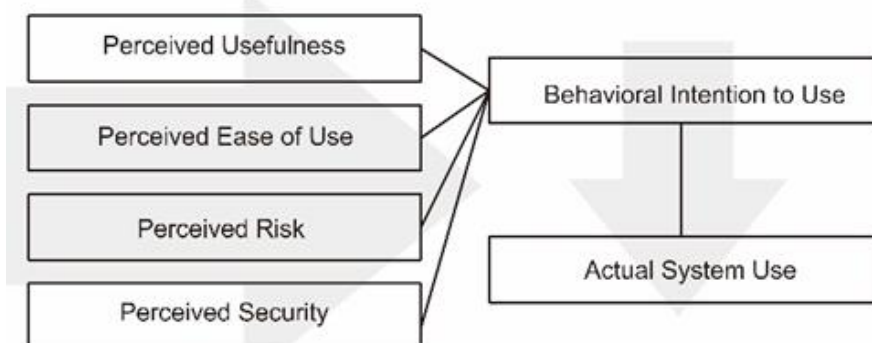 Perceived Usefulness
Perceived Ease of Use
Perceived Risk
Perceived Security
Behavioral Intention to Use
Actual System Use